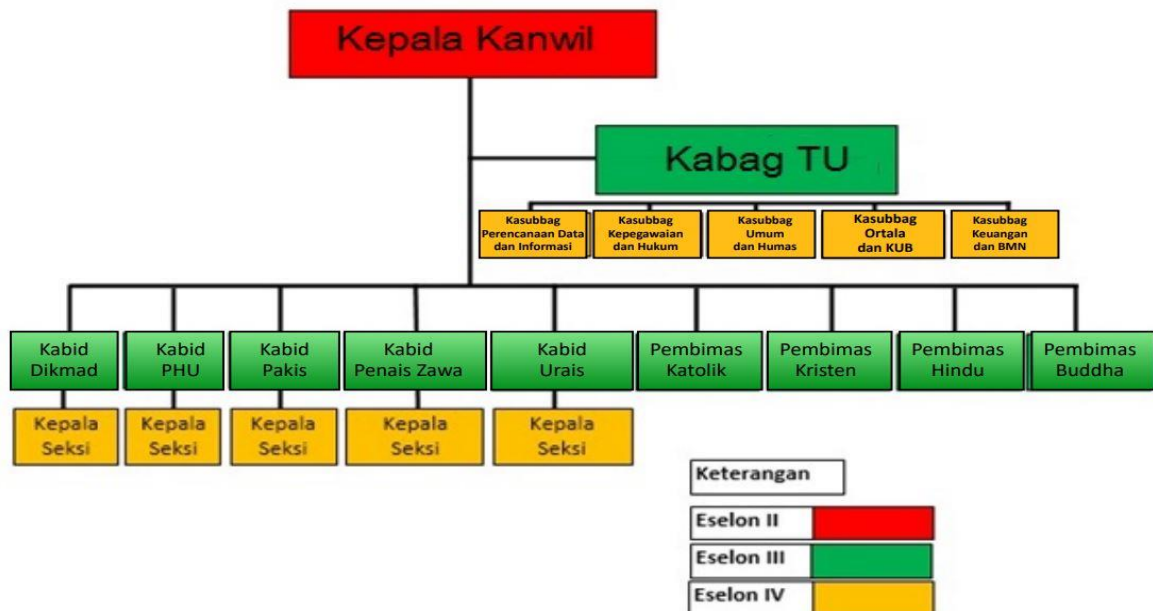 Kepala Kanwil
Kabag TU
Kasubbag
Perencanaan Data
dan Informasi
Kasubbag
Kepegawaian
dan Hukum
Kasubbag
Umum
dan Humas
Kasubbag
Ortala
dan KUB
Kasubbag
Keuangan
dan BMN
Kabid
Dikmad
Kabid
PHU
Kabid
Pakis
Kabid
Penais Zawa
Kabid
Urais
Pembimas
Katolik
Pembimas
Kristen
Pembimas
Hindu
Pembimas
Buddha
Kepala
Seksi
Kepala
Seksi
Kepala
Seksi
Kepala
Seksi
Kepala
Seksi
Keterangan
Eselon II
Eselon III
Eselon IV